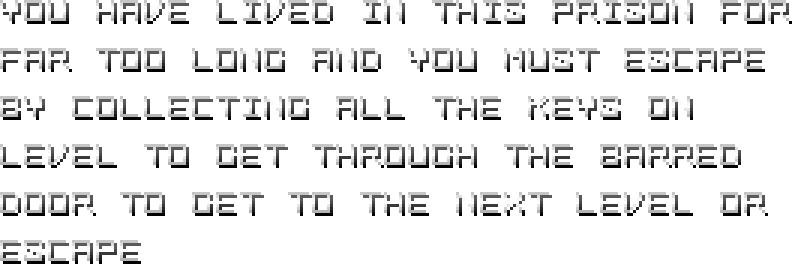 YOU HAVE LIVED IN THIS PRISON FOR
FAR TOO LONG AND YOU MUST ESCAPE
BY COLLECTING ALL THE KEYS ON
LEVEL TO GET THROUGH THE BARRED
DOOR TO GET TO THE NEXT LEVEL OR
ESCAPE